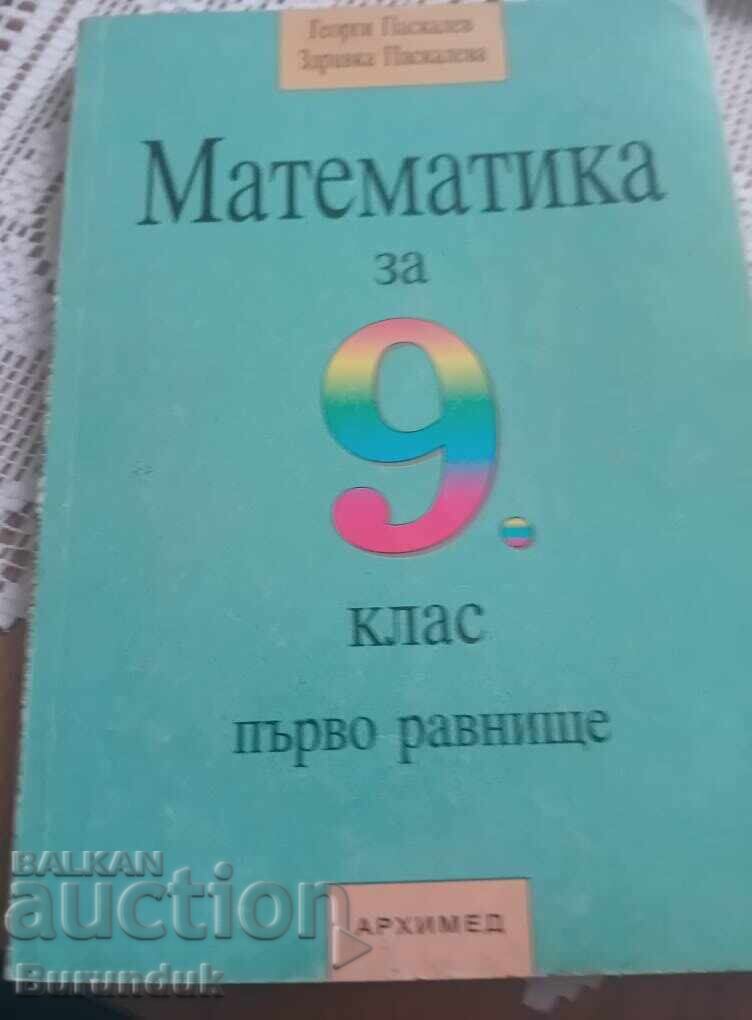 Георги Паскалев
Здравка Паскалева
Математика
за
9.
клас
първо равнище
АРХИМЕД
BALKAN
auction
Burunduk